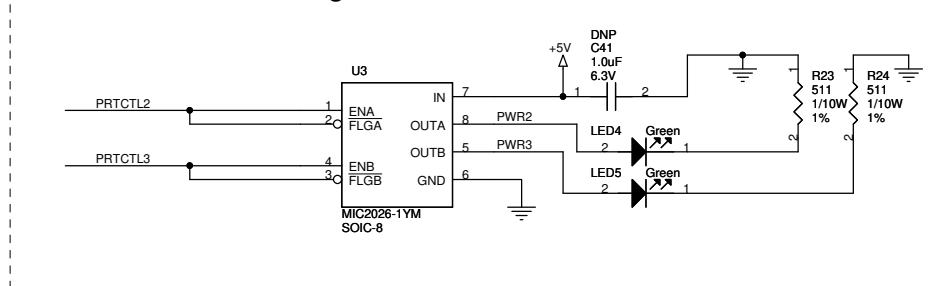 DNP
C41
1.0uF
6.3V
+5V
U3
1
2
R23
511
1/10W
1%
R24
511
1/10W
1%
1
1
2
2
PRTCTL2
1
ENA
IN
7
2
FLGA
OUTA
8
PWR2
LED4
Green
2
1
PRTCTL3
4
ENB
OUTB
5
PWR3
LED5
Green
2
1
3
FLGB
GND
6
MIC2026-1YM
SOIC-8